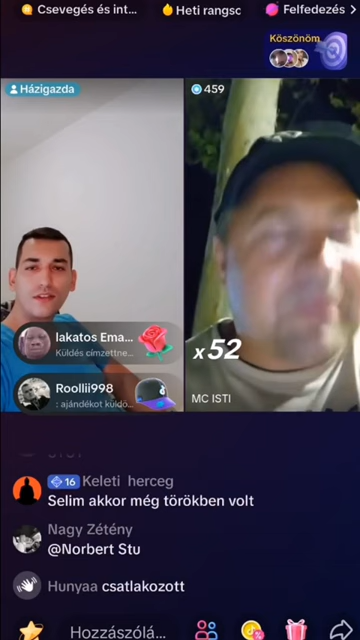 Csevegés és int...
Heti rangsc
Felfedezés
Köszönöm
Házigazda
459
lakatos Ema...
Küldés címzettne...
x52
Roollii998
: ajándékot küldö...
MC ISTI
16 Keleti herceg
Selim akkor még törökben volt
Nagy Zétény
@Norbert Stu
Hunyaa csatlakozott
Hozzászólá...